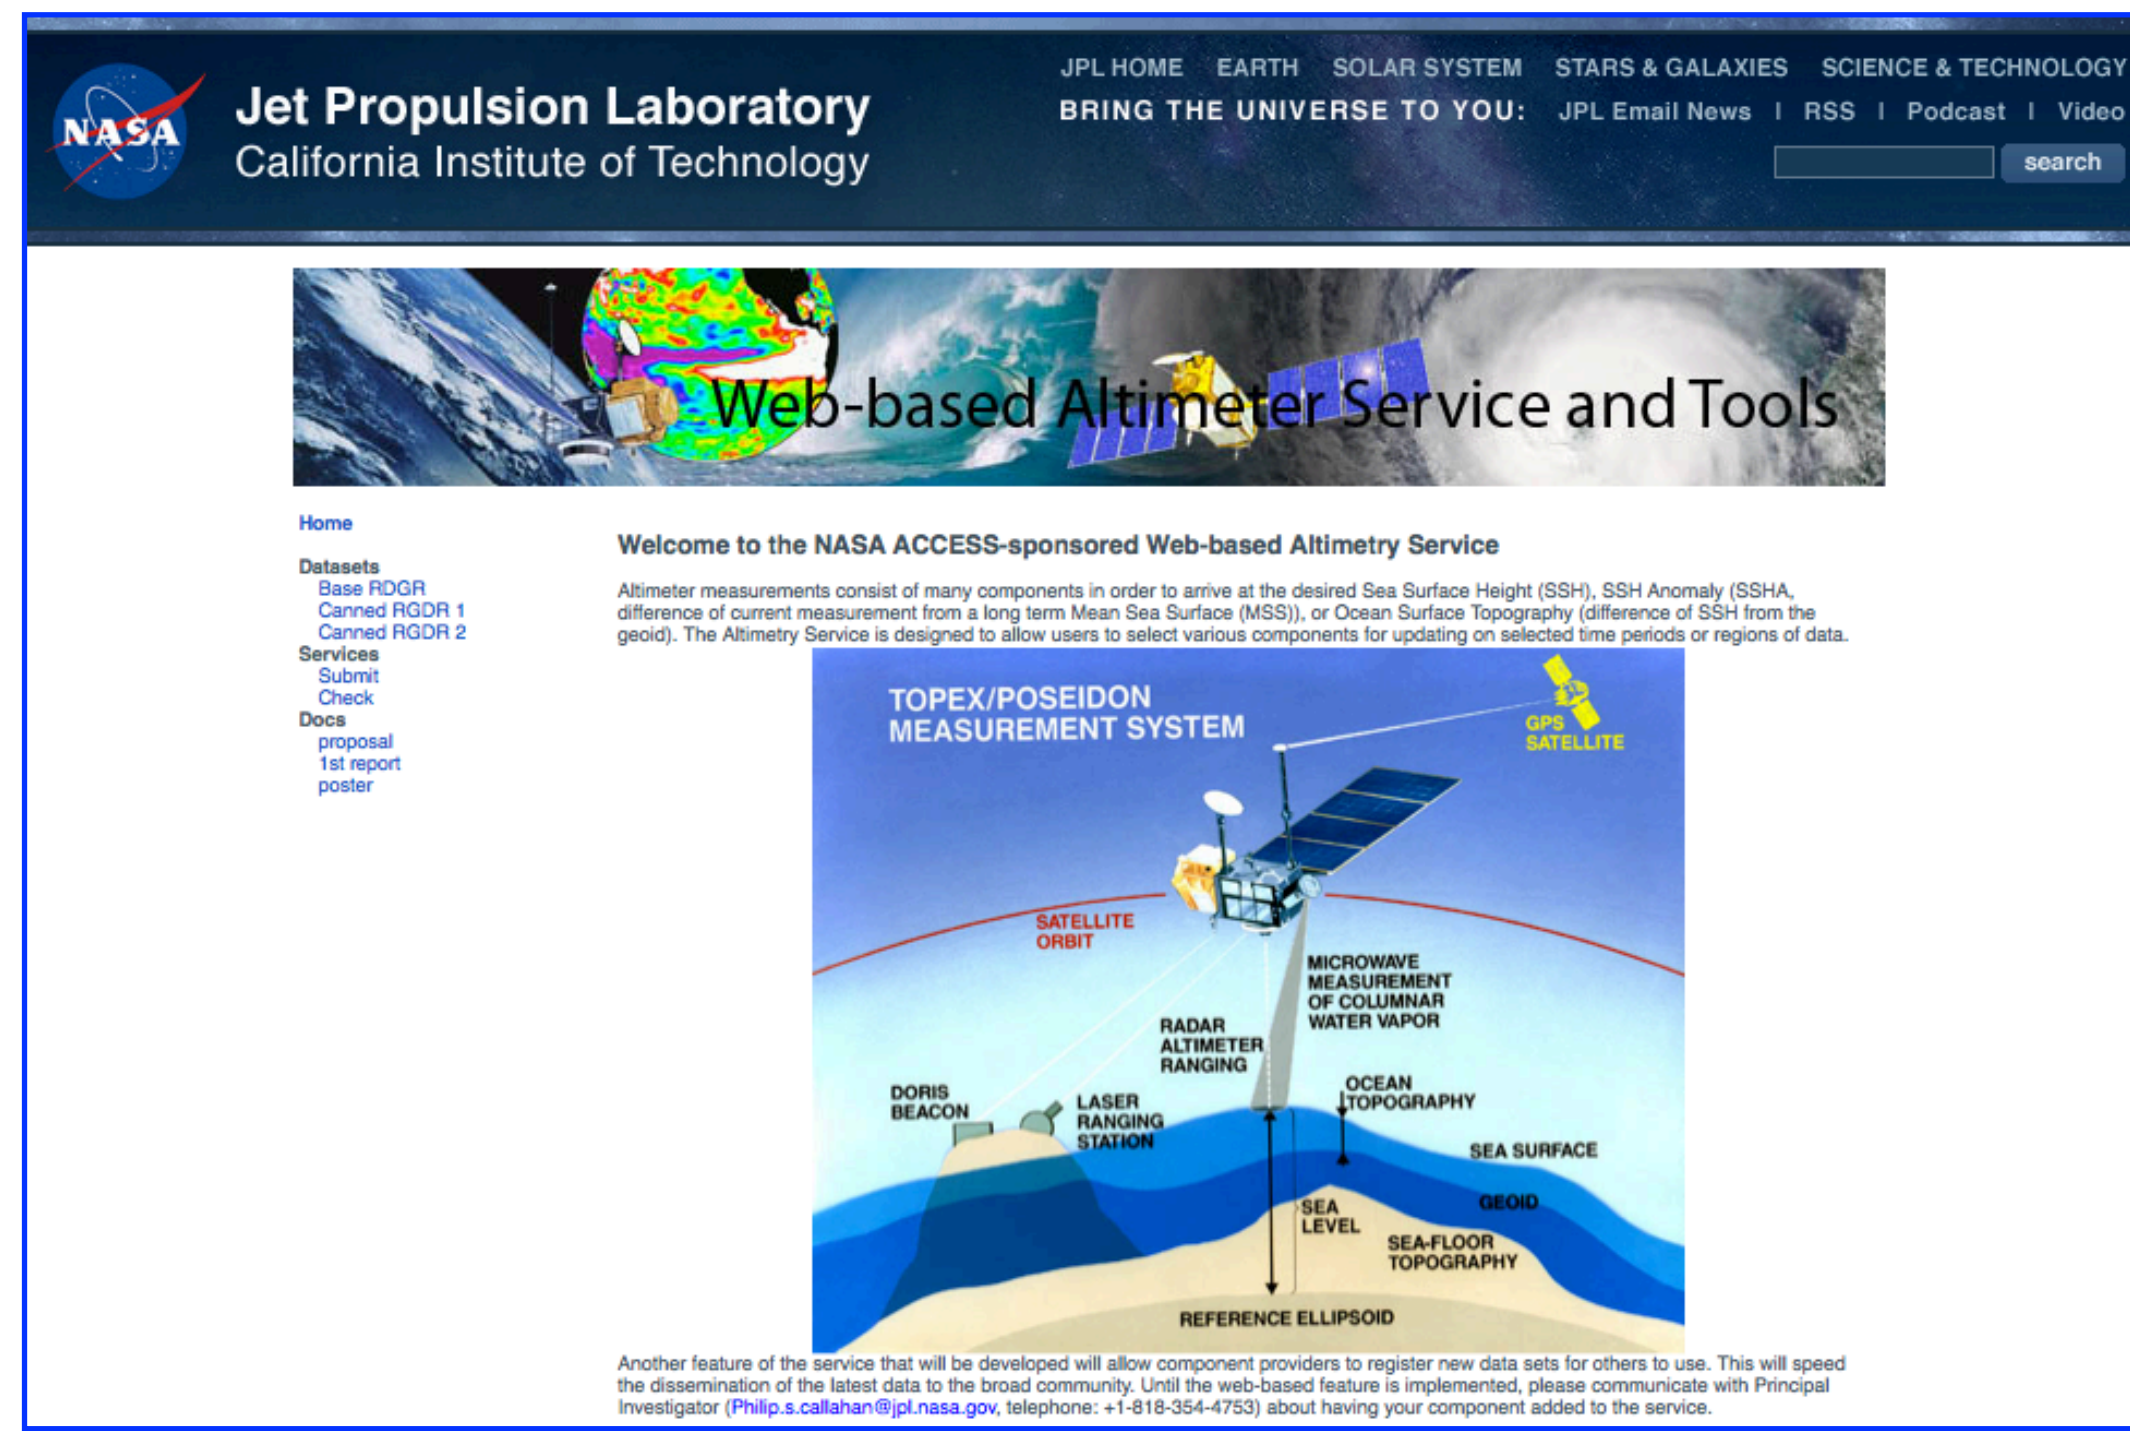 NASA
Jet Propulsion Laboratory
California Institute of Technology
JPL HOME EARTH SOLAR SYSTEM STARS & GALAXIES SCIENCE & TECHNOLOGY
BRING THE UNIVERSE TO YOU: JPL Email News | RSS | Podcast | Video
search
Web-based Altimeter Service and Tools
Home
Datasets
Base RDGR
Canned RGDR 1
Canned RGDR 2
Services
Submit
Check
Docs
proposal
1st report
poster
Welcome to the NASA ACCESS-sponsored Web-based Altimetry Service
Altimeter measurements consist of many components in order to arrive at the desired Sea Surface Height (SSH), SSH Anomaly (SSHA,
difference of current measurement from a long term Mean Sea Surface (MSS)), or Ocean Surface Topography (difference of SSH from the
geoid). The Altimetry Service is designed to allow users to select various components for updating on selected time periods or regions of data.
TOPEX/POSEIDON
MEASUREMENT SYSTEM
GPS
SATELLITE
SATELLITE
ORBIT
MICROWAVE
MEASUREMENT
OF COLUMNAR
WATER VAPOR
RADAR
ALTIMETER
RANGING
DORIS
BEACON
LASER
RANGING
STATION
OCEAN
TOPOGRAPHY
SEA SURFACE
GEOID
SEA
LEVEL
SEA-FLOOR
TOPOGRAPHY
REFERENCE ELLIPSOID
Another feature of the service that will be developed will allow component providers to register new data sets for others to use. This will speed
the dissemination of the latest data to the broad community. Until the web-based feature is implemented, please communicate with Principal
Investigator (Philip.s.callahan@jpl.nasa.gov, telephone: +1-818-354-4753) about having your component added to the service.